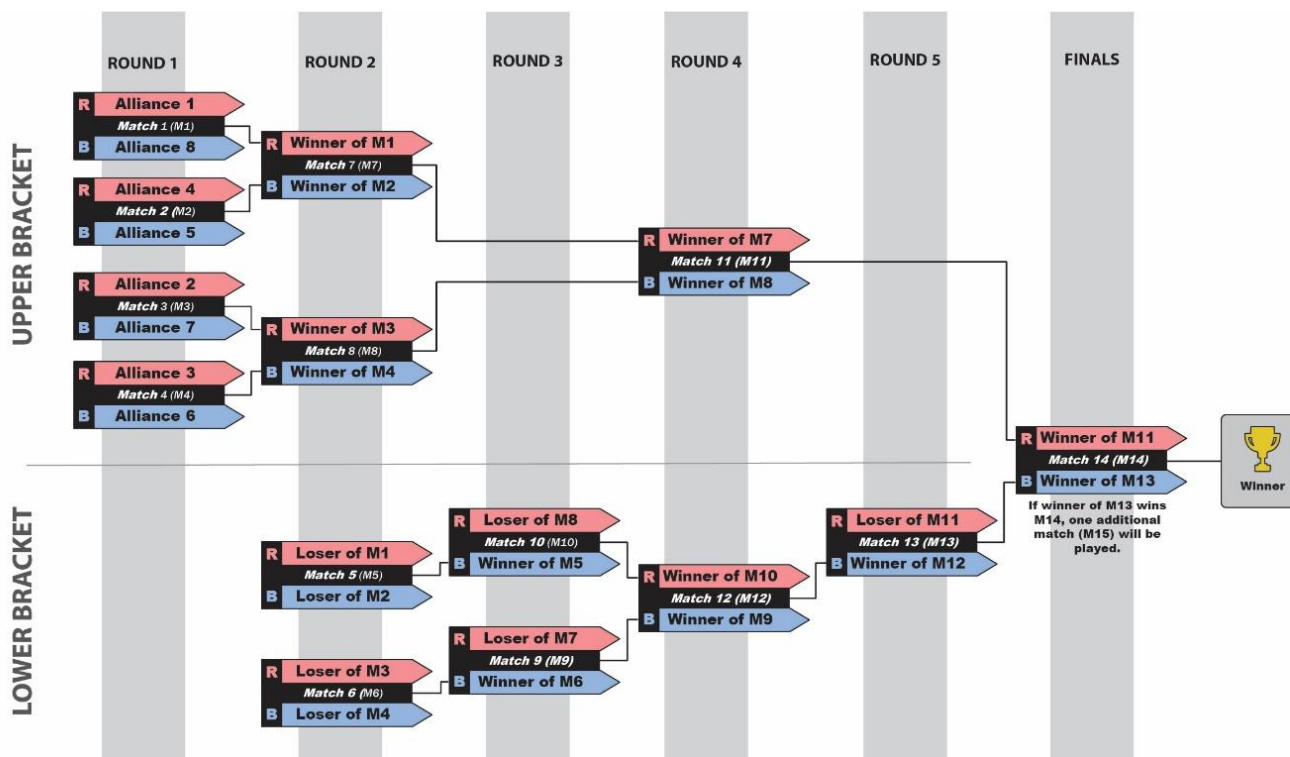 ROUND 1
ROUND 2
ROUND 3
ROUND 4
ROUND 5
FINALS
UPPER BRACKET
R Alliance 1
Match 1 (M1)
B Alliance 8
R Alliance 4
Match 2 (M2)
B Alliance 5
R Alliance 2
Match 3 (M3)
B Alliance 7
R Alliance 3
Match 4 (M4)
B Alliance 6
R Winner of M1
Match 7 (M7)
B Winner of M2
R Winner of M3
Match 8 (M8)
B Winner of M4
R Winner of M7
Match 11 (M11)
B Winner of M8
LOWER BRACKET
R Loser of M1
Match 5 (M5)
B Loser of M2
R Loser of M3
Match 6 (M6)
B Loser of M4
R Loser of M8
Match 10 (M10)
B Winner of M5
R Loser of M7
Match 9 (M9)
B Winner of M6
R Winner of M10
Match 12 (M12)
B Winner of M9
R Loser of M11
Match 13 (M13)
B Winner of M12
R Winner of M11
Match 14 (M14)
B Winner of M13
If winner of M13 wins
M14, one additional
match (M15) will be
played.
Winner